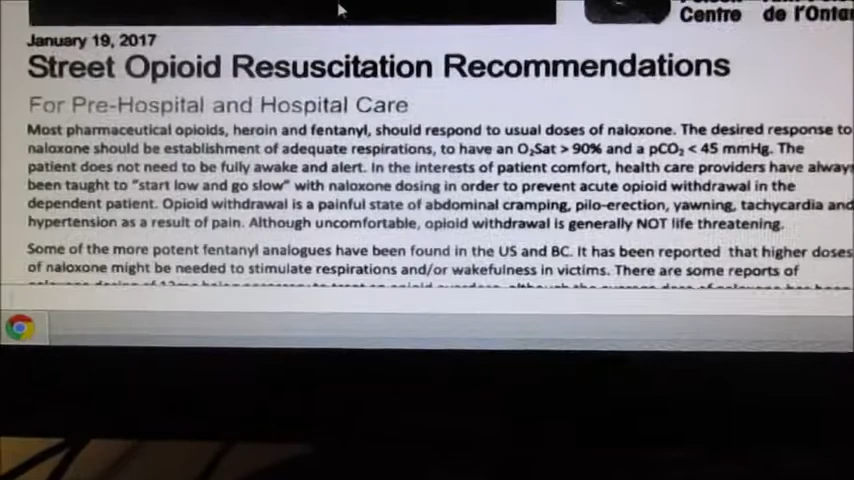 Centre de l'Onta
January 19, 2017
Street Opioid Resuscitation Recommendations
For Pre-Hospital and Hospital Care
Most pharmaceutical opioids, heroin and fentanyl, should respond to usual doses of naloxone. The desired response to
naloxone should be establishment of adequate respirations, to have an O₂Sat > 90% and a pCO₂ < 45 mmHg. The
patient does not need to be fully awake and alert. In the interests of patient comfort, health care providers have always
been taught to "start low and go slow" with naloxone dosing in order to prevent acute opioid withdrawal in the
dependent patient. Opioid withdrawal is a painful state of abdominal cramping, pilo-erection, yawning, tachycardia and
hypertension as a result of pain. Although uncomfortable, opioid withdrawal is generally NOT life threatening.
Some of the more potent fentanyl analogues have been found in the US and BC. It has been reported that higher doses
of naloxone might be needed to stimulate respirations and/or wakefulness in victims. There are some reports of